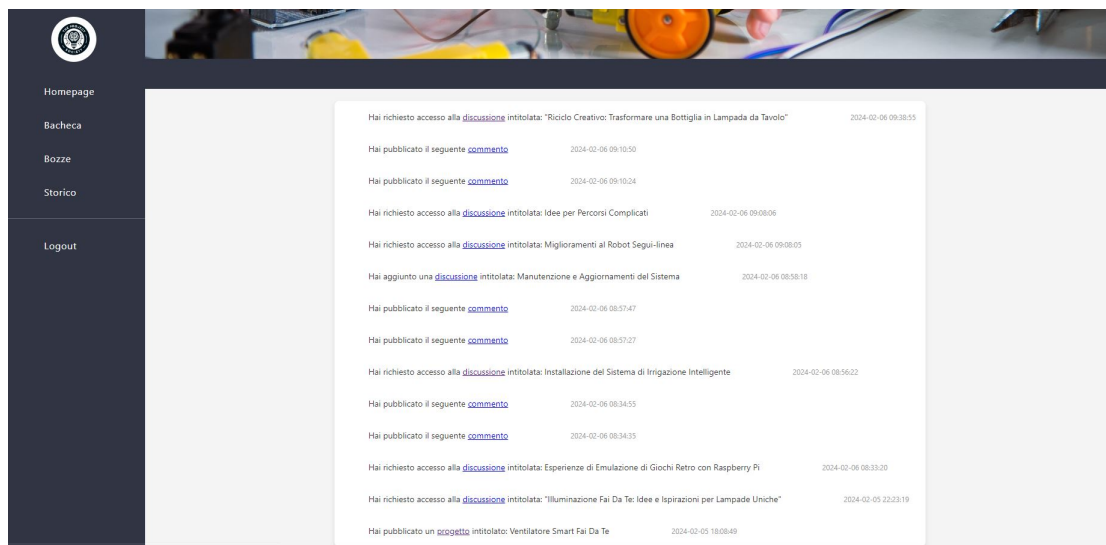 Homepage
Bacheca
Bozze
Storico
Logout
Hai richiesto accesso alla discussione intitolata: "Riciclo Creativo: Trasformare una Bottiglia in Lampada da Tavolo" 2024-02-06 09:38:55
Hai pubblicato il seguente commento 2024-02-06 09:10:50
Hai pubblicato il seguente commento 2024-02-06 09:10:24
Hai richiesto accesso alla discussione intitolata: Idee per Percorsi Complicati 2024-02-06 09:08:06
Hai richiesto accesso alla discussione intitolata: Miglioramenti al Robot Segui-linea 2024-02-06 09:08:05
Hai aggiunto una discussione intitolata: Manutenzione e Aggiornamenti del Sistema 2024-02-06 08:58:18
Hai pubblicato il seguente commento 2024-02-06 08:57:47
Hai pubblicato il seguente commento 2024-02-06 08:57:27
Hai richiesto accesso alla discussione intitolata: Installazione del Sistema di Irrigazione Intelligente 2024-02-06 08:56:22
Hai pubblicato il seguente commento 2024-02-06 08:34:55
Hai pubblicato il seguente commento 2024-02-06 08:34:35
Hai richiesto accesso alla discussione intitolata: Esperienze di Emulazione di Giochi Retro con Raspberry Pi 2024-02-06 08:33:20
Hai richiesto accesso alla discussione intitolata: "Illuminazione Fai Da Te: Idee e Ispirazioni per Lampade Uniche" 2024-02-05 22:23:19
Hai pubblicato un progetto intitolato: Ventilatore Smart Fai Da Te 2024-02-05 18:08:49